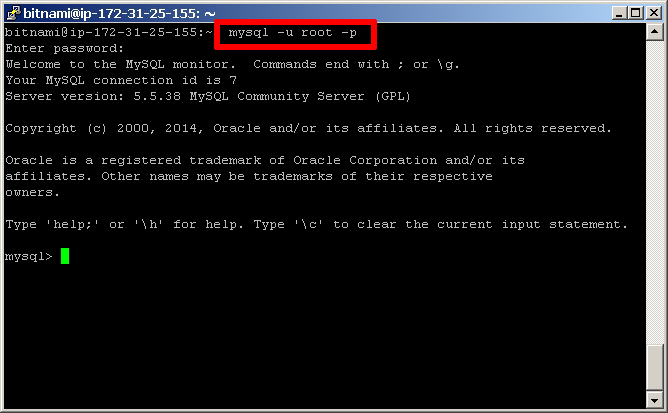 bitnami@ip-172-31-25-155: ~
bitnami@ip-172-31-25-155:~ mysql -u root -p
Enter password:
Welcome to the MySQL monitor.  Commands end with ; or \g.
Your MySQL connection id is 7
Server version: 5.5.38 MySQL Community Server (GPL)
Copyright (c) 2000, 2014, Oracle and/or its affiliates. All rights reserved.
Oracle is a registered trademark of Oracle Corporation and/or its
affiliates. Other names may be trademarks of their respective
owners.
Type 'help;' or '\h' for help. Type '\c' to clear the current input statement.
mysql>